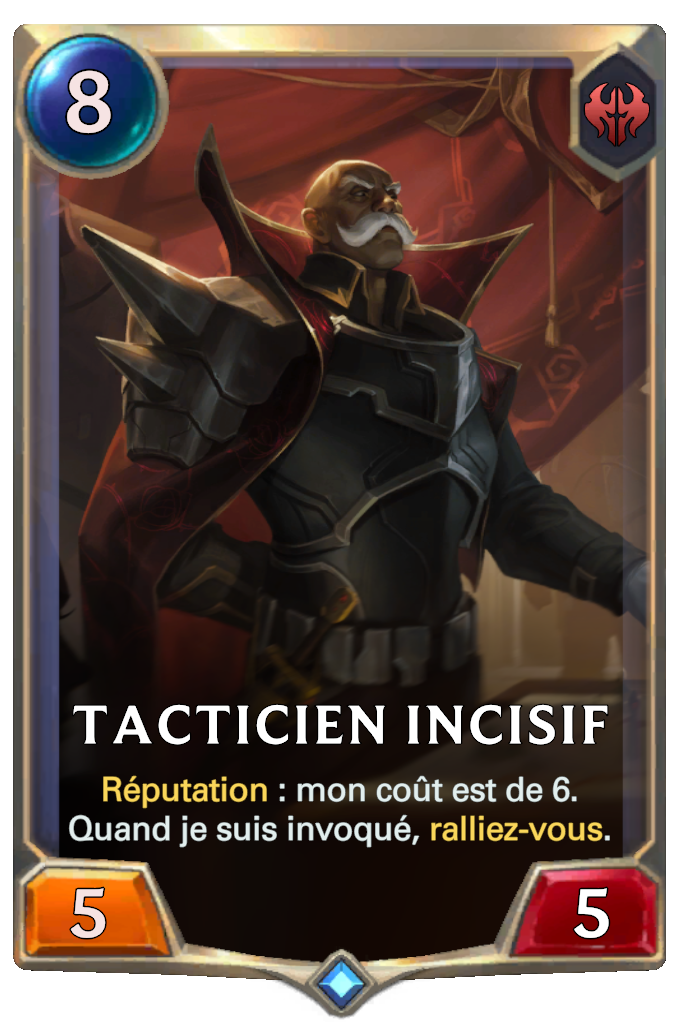 8
TACTICIEN INCISIF
Réputation : mon coût est de 6.
Quand je suis invoqué, ralliez-vous.
5 5